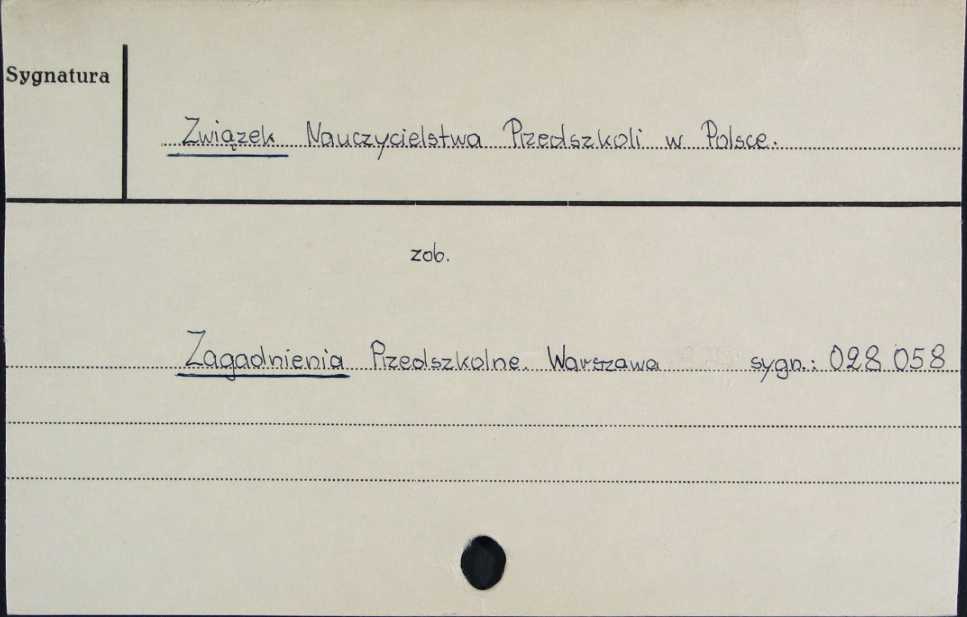 Sygnatura
Związek Nauczycielstwa Przedszkoli w Polsce.
zob.
Zagadnienia Przedszkolne. Warszawa sygn.: 028 058